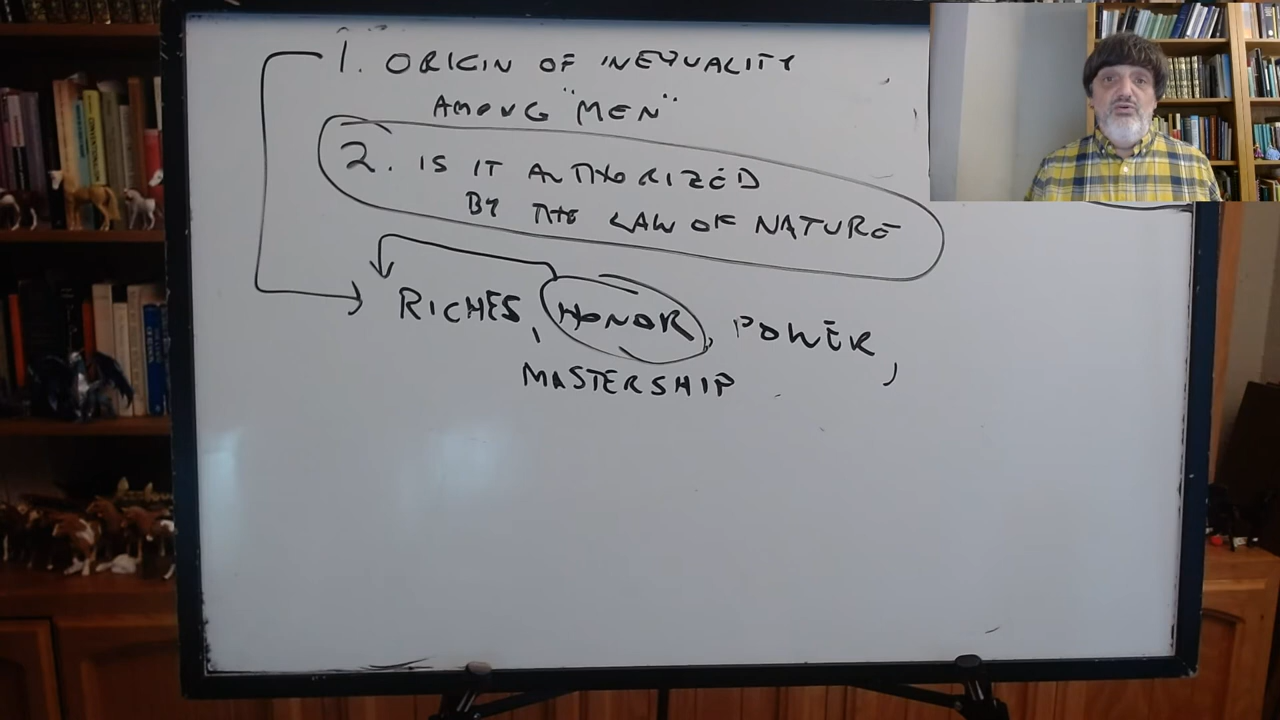 1. ORIGIN OF INEQUALITY
AMONG "MEN"
2. IS IT AUTHORIZED
BY THE LAW OF NATURE
RICHES, HONOR, POWER,
MASTERSHIP